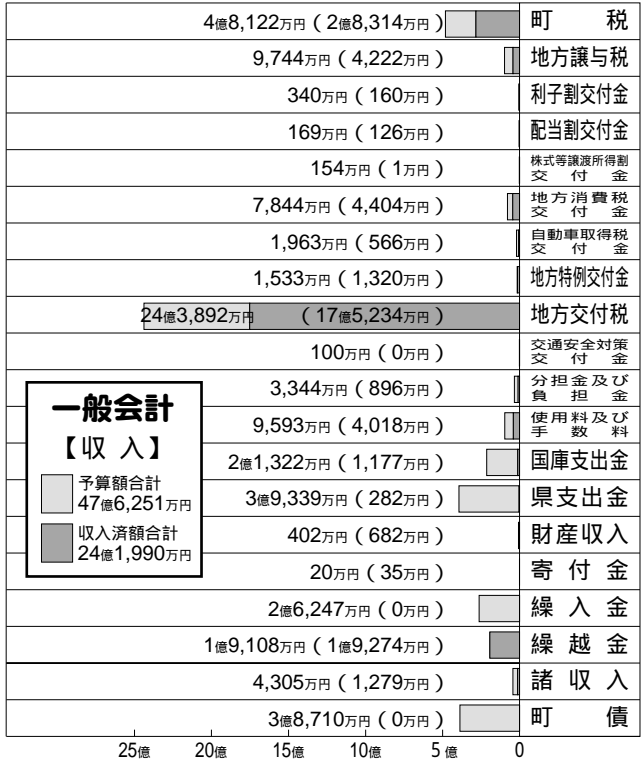 4億8,122万円 ( 2億8,314万円 ) 町 税
9,744万円 ( 4,222万円 ) 地方譲与税
340万円 ( 160万円 ) 利子割交付金
169万円 ( 126万円 ) 配当割交付金
154万円 ( 1万円 ) 株式等譲渡所得割
交 付 金
7,844万円 ( 4,404万円 ) 地方消費税
交 付 金
1,963万円 ( 566万円 ) 自動車取得税
交 付 金
1,533万円 ( 1,320万円 ) 地方特例交付金
24億3,892万円 ( 17億5,234万円 ) 地方交付税
100万円 ( 0万円 ) 交通安全対策
交 付 金
3,344万円 ( 896万円 ) 分担金及び
負 担 金
9,593万円 ( 4,018万円 ) 使用料及び
手 数 料
2億1,322万円 ( 1,177万円 ) 国庫支出金
3億9,339万円 ( 282万円 ) 県支出金
402万円 ( 682万円 ) 財産収入
20万円 ( 35万円 ) 寄 付 金
2億6,247万円 ( 0万円 ) 繰 入 金
1億9,108万円 ( 1億9,274万円 ) 繰 越 金
4,305万円 ( 1,279万円 ) 諸 収 入
3億8,710万円 ( 0万円 ) 町 債
一般会計
【収 入】
予算額合計
47億6,251万円
収入済額合計
24億1,990万円
25億 20億 15億 10億 5億 0